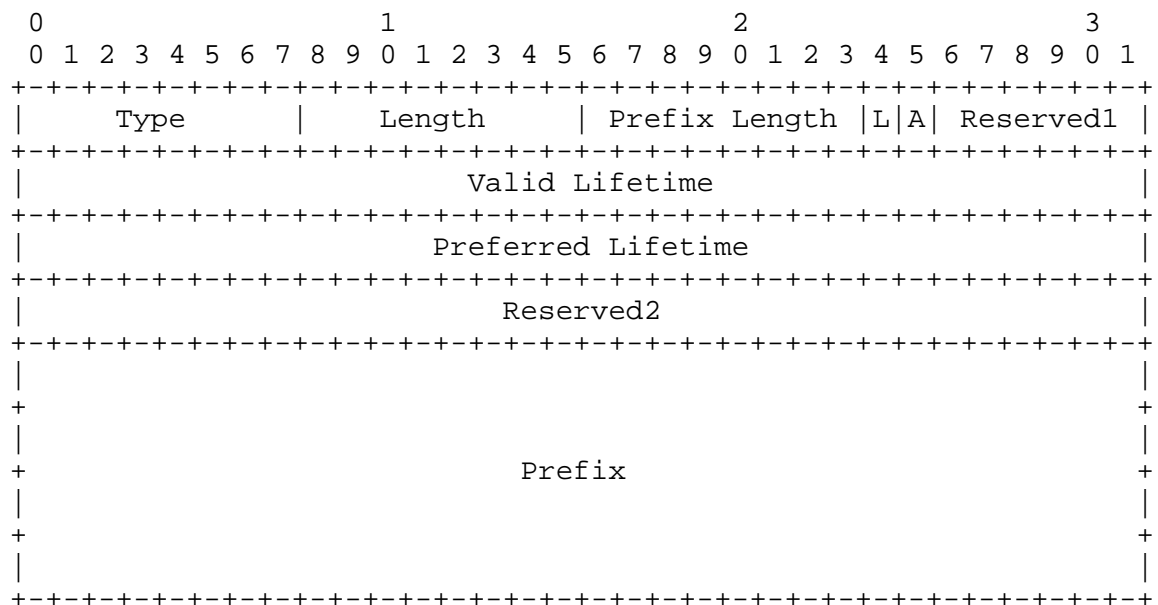 0                   1                   2                   3
 0 1 2 3 4 5 6 7 8 9 0 1 2 3 4 5 6 7 8 9 0 1 2 3 4 5 6 7 8 9 0 1
+-+-+-+-+-+-+-+-+-+-+-+-+-+-+-+-+-+-+-+-+-+-+-+-+-+-+-+-+-+-+-+-+
|     Type      |    Length     | Prefix Length |L|A| Reserved1 |
+-+-+-+-+-+-+-+-+-+-+-+-+-+-+-+-+-+-+-+-+-+-+-+-+-+-+-+-+-+-+-+-+
|                         Valid Lifetime                        |
+-+-+-+-+-+-+-+-+-+-+-+-+-+-+-+-+-+-+-+-+-+-+-+-+-+-+-+-+-+-+-+-+
|                       Preferred Lifetime                      |
+-+-+-+-+-+-+-+-+-+-+-+-+-+-+-+-+-+-+-+-+-+-+-+-+-+-+-+-+-+-+-+-+
|                           Reserved2                           |
+-+-+-+-+-+-+-+-+-+-+-+-+-+-+-+-+-+-+-+-+-+-+-+-+-+-+-+-+-+-+-+-+
|                                                               |
+                                                               +
|                                                               |
+                            Prefix                             +
|                                                               |
+                                                               +
|                                                               |
+-+-+-+-+-+-+-+-+-+-+-+-+-+-+-+-+-+-+-+-+-+-+-+-+-+-+-+-+-+-+-+-+